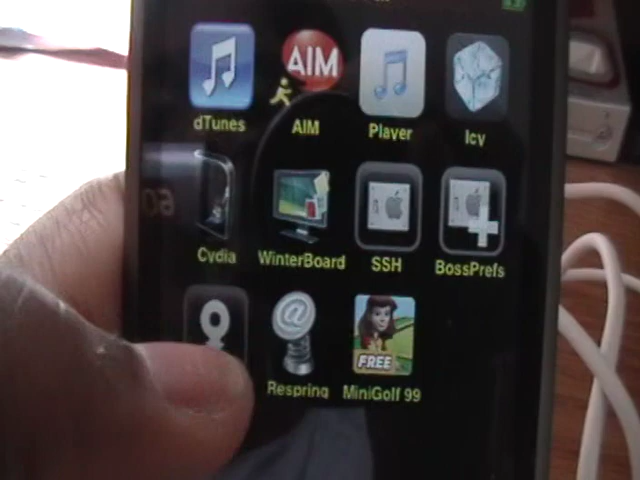 AIM
dTunes
AIM
Player
Icy
Cydia
WinterBoard
SSH
BossPrefs
@
FREE
Respring
MiniGolf 99